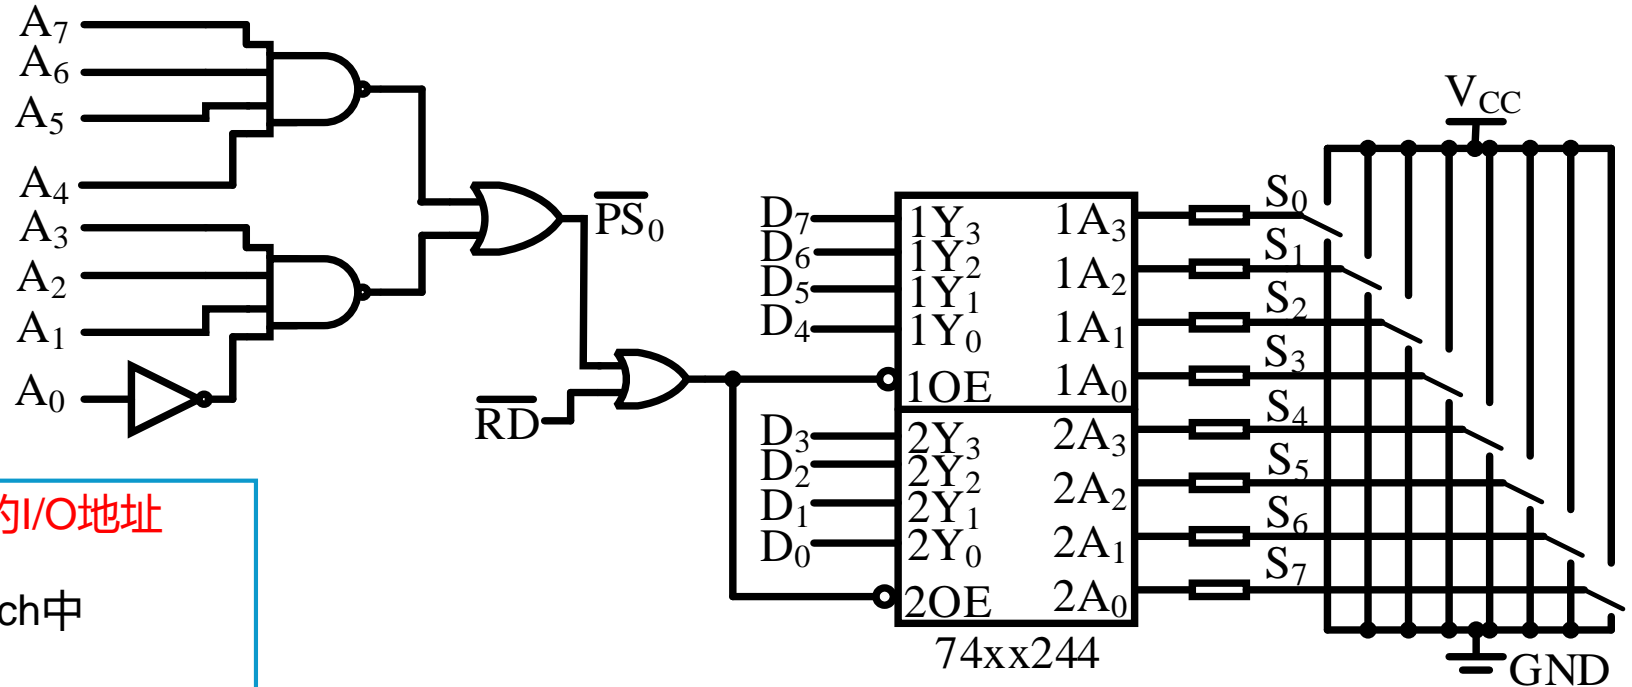 A7
A6
A5
A4
A3
A2
A1
A0
PS0
RD
D7
D6
D5
D4
D3
D2
D1
D0
1Y3
1Y2
1Y1
1Y0
1OE
2Y3
2Y2
2Y1
2Y0
2OE
1A3
1A2
1A1
1A0
2A3
2A2
2A1
2A0
74xx244
S0
S1
S2
S3
S4
S5
S6
S7
VCC
GND
的I/O地址
ch中